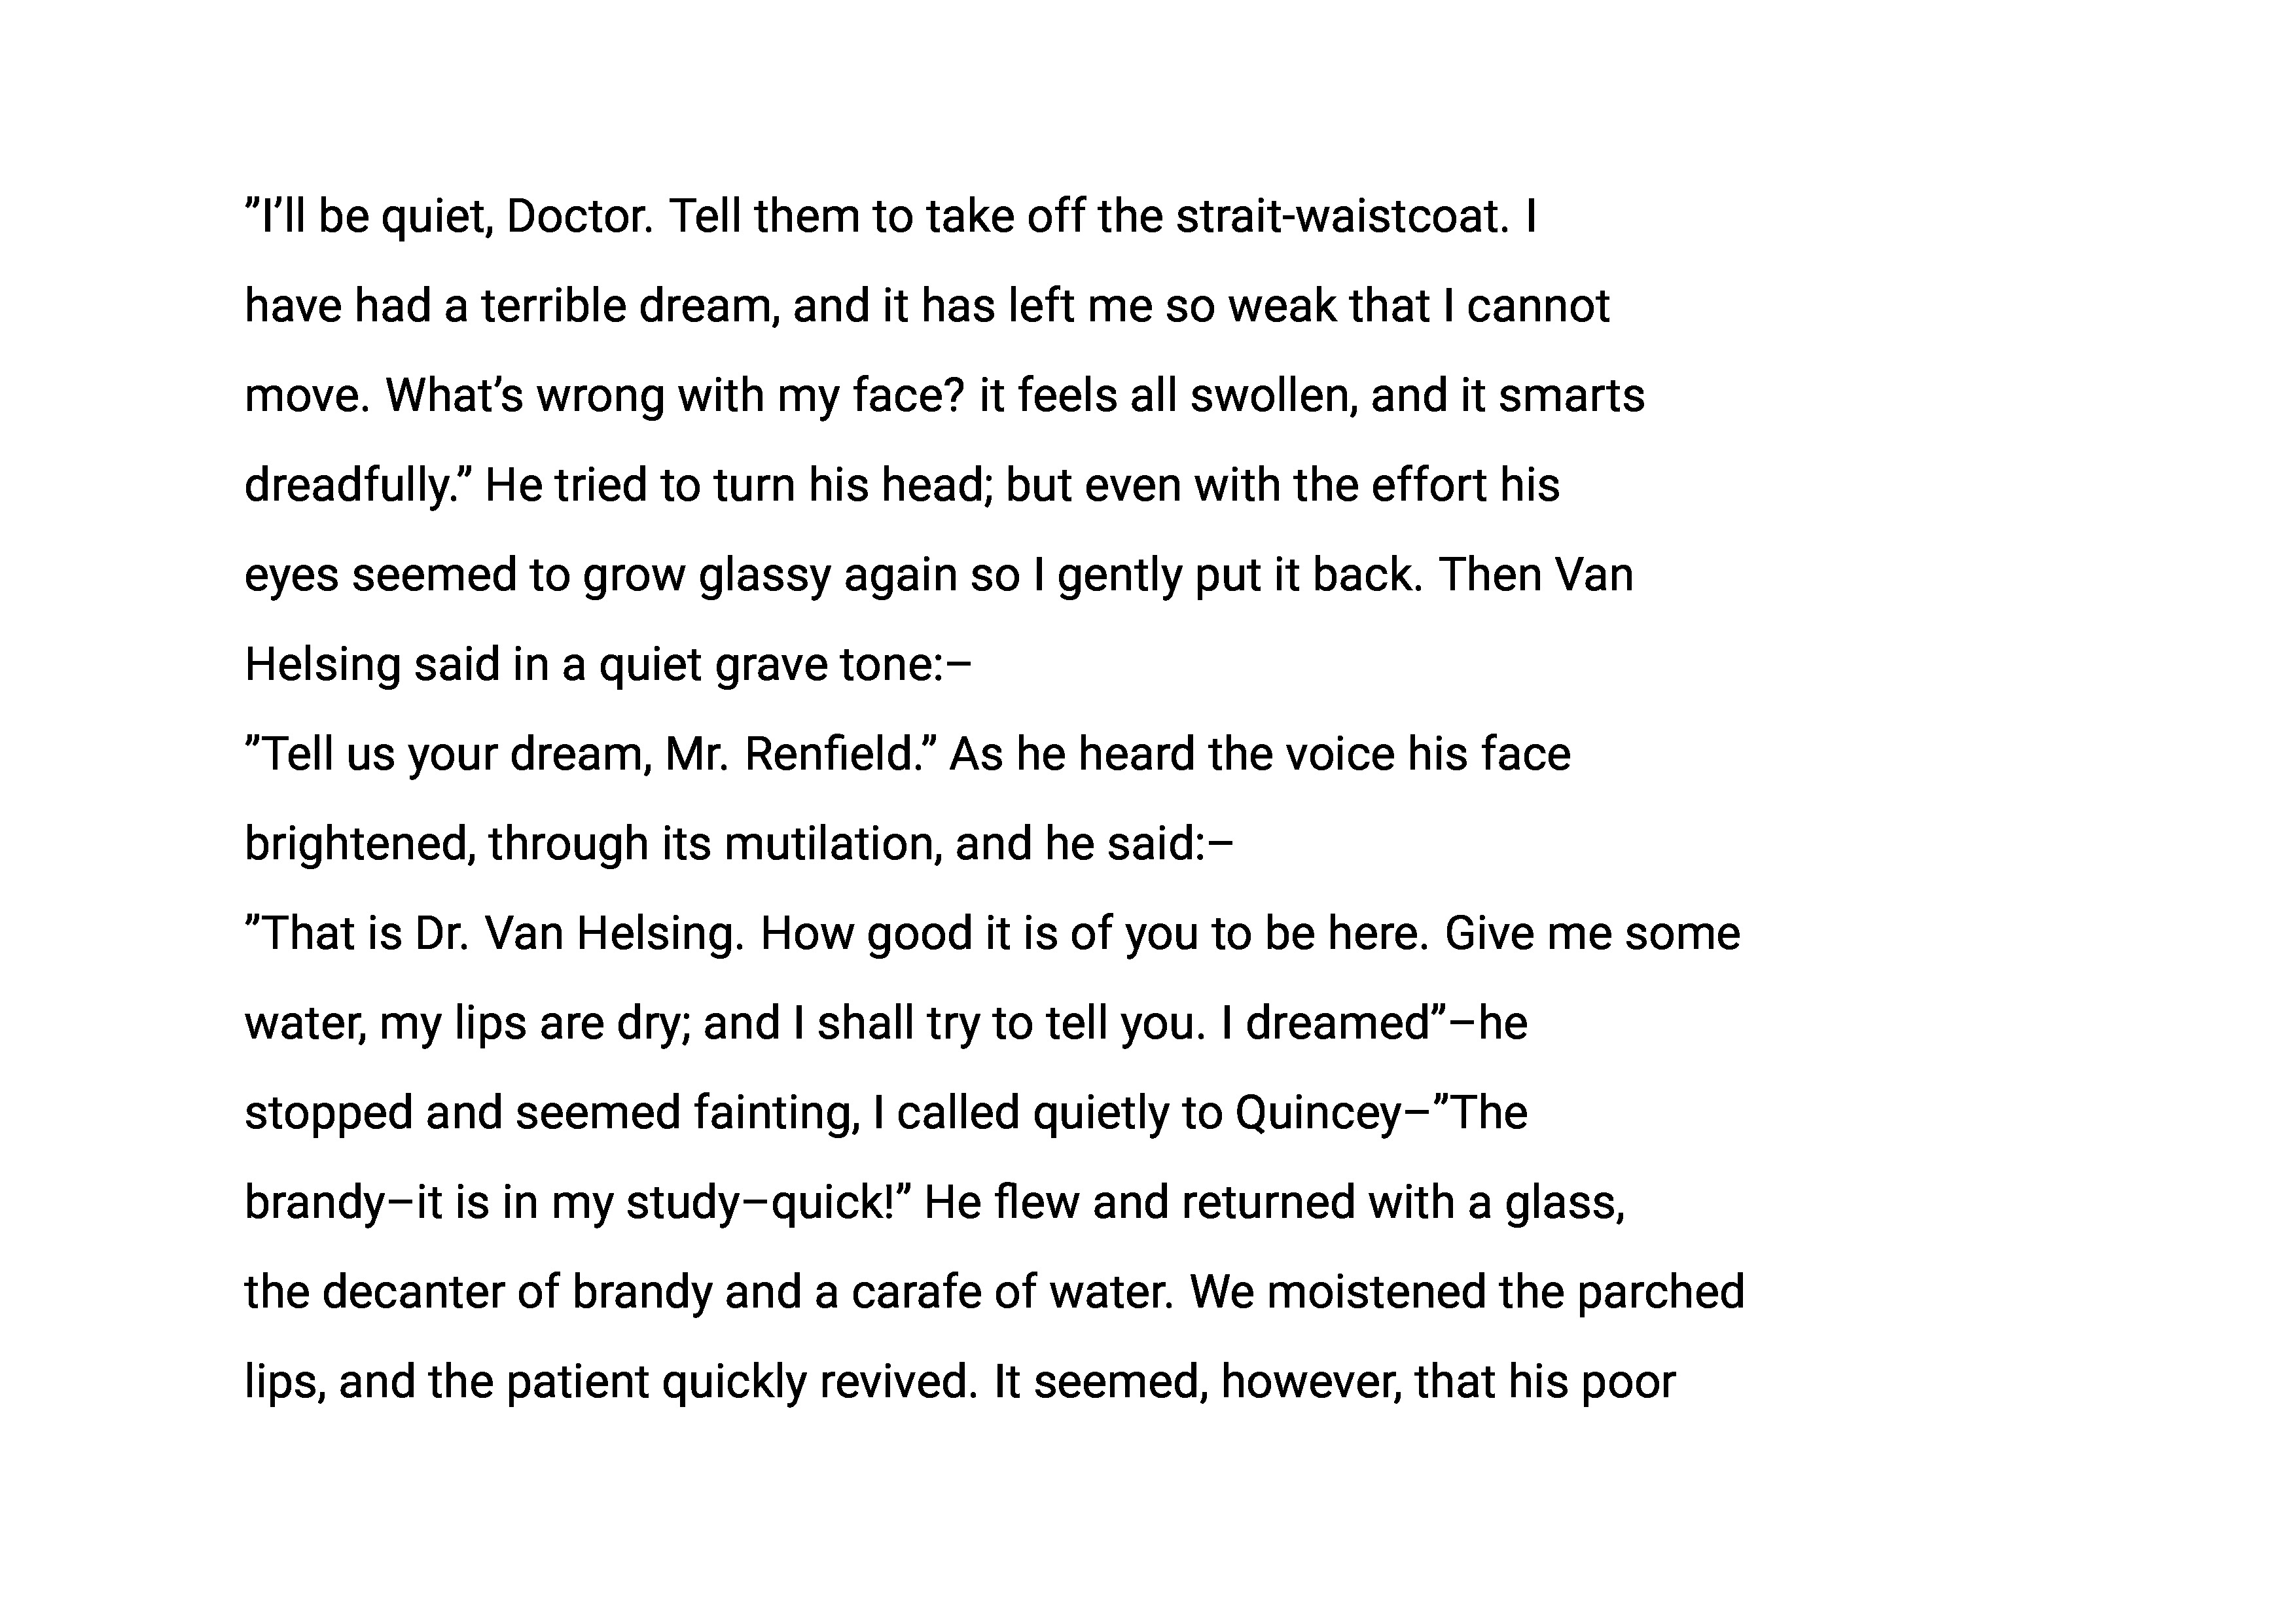 ”I’ll be quiet, Doctor. Tell them to take off the strait-waistcoat. I
have had a terrible dream, and it has left me so weak that I cannot
move. What’s wrong with my face? it feels all swollen, and it smarts
dreadfully.” He tried to turn his head; but even with the effort his
eyes seemed to grow glassy again so I gently put it back. Then Van
Helsing said in a quiet grave tone:–
”Tell us your dream, Mr. Renfield.” As he heard the voice his face
brightened, through its mutilation, and he said:–
”That is Dr. Van Helsing. How good it is of you to be here. Give me some
water, my lips are dry; and I shall try to tell you. I dreamed”–he
stopped and seemed fainting, I called quietly to Quincey–”The
brandy–it is in my study–quick!” He flew and returned with a glass,
the decanter of brandy and a carafe of water. We moistened the parched
lips, and the patient quickly revived. It seemed, however, that his poor